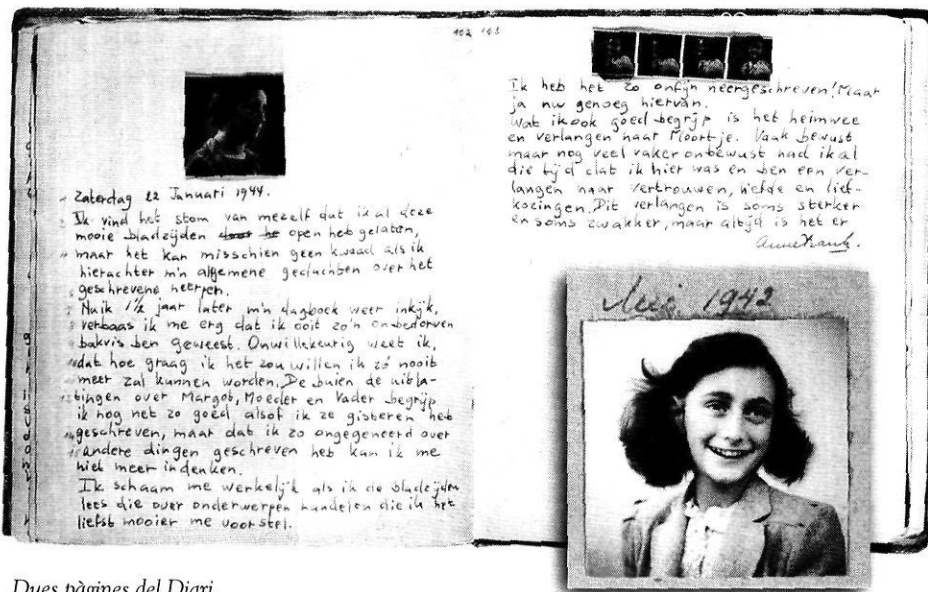 102 103
Zaterdag 22 Januari 1944.
Ik vind het stom van mezelf dat ik al deze
mooie bladzijden open heb gelaten,
maar het kan misschien geen kwaad als ik
hierachter m'n algemene gedachten over het
geschrevene neerpen.
Nu ik 1½ jaar later m'n dagboek weer inkijk,
verbaas ik me erg dat ik ooit zo'n onbedorven
bakvis ben geweest. Onwillekeurig weet ik,
dat hoe graag ik het zou willen ik zó nooit
meer zal kunnen worden. De buien de uitla-
tingen over Margot, Moeder en Vader begrijp
ik nog net zo goed alsof ik ze gisteren heb
geschreven, maar dat ik zo ongegeneerd over
andere dingen geschreven heb kan ik me
niet meer indenken.
Ik schaam me werkelijk als ik de bladzijden
lees die over onderwerpen handelen die ik het
liefst mooier me voorstel.
Ik heb het zo onfijn neergeschreven! Maar
ja nu genoeg hiervan.
Wat ik ook goed begrijp is het heimwee
en verlangen naar Moortje. Vaak bewust
maar nog veel vaker onbewust had ik al
die tijd dat ik hier was en ben een ver-
langen naar vertrouwen, liefde en lief-
kozingen. Dit verlangen is soms sterker
en soms zwakker, maar altijd is het er
Anne Frank.
1942
Dues pàgines del Diari